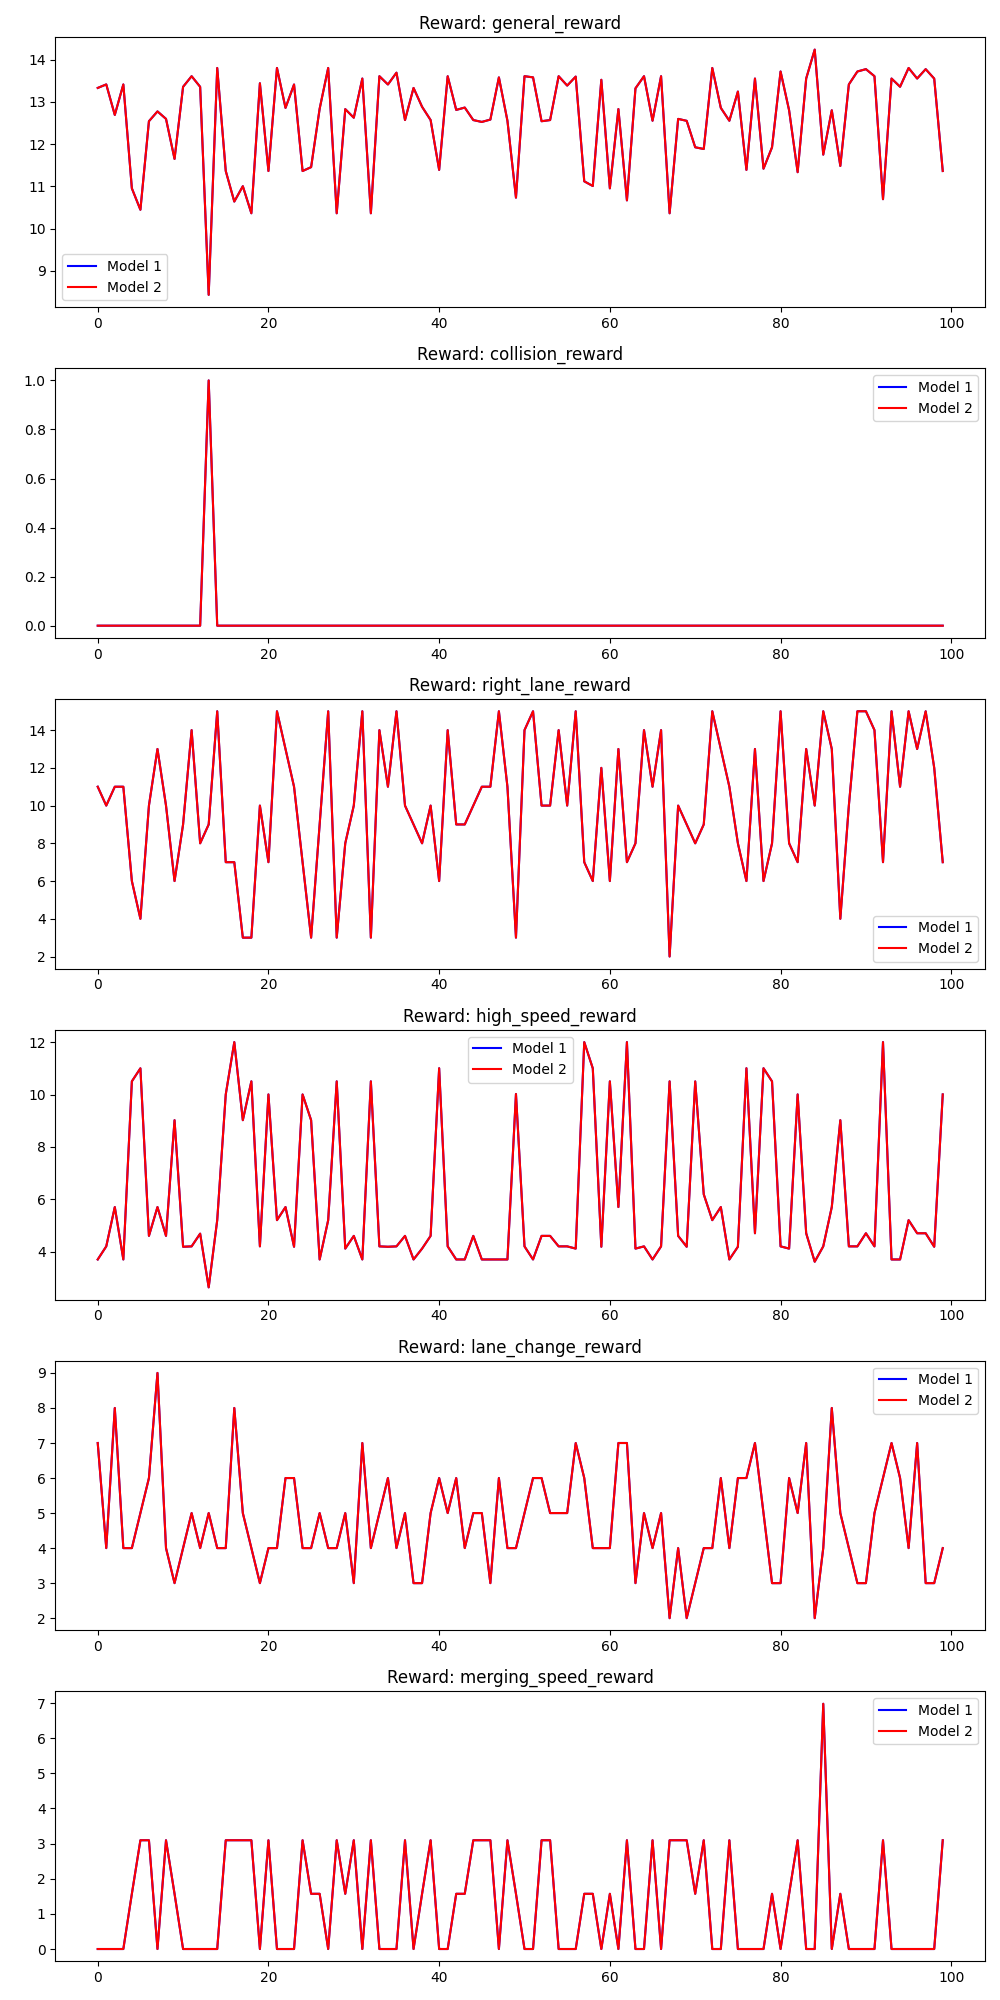 Reward: general_reward
14
13
12
11
10
9
Model 1
Model 2
0 20 40 60 80 100
Reward: collision_reward
1.0
0.8
0.6
0.4
0.2
0.0
Model 1
Model 2
0 20 40 60 80 100
Reward: right_lane_reward
14
12
10
8
6
4
2
Model 1
Model 2
0 20 40 60 80 100
Reward: high_speed_reward
12
10
8
6
4
Model 1
Model 2
0 20 40 60 80 100
Reward: lane_change_reward
9
8
7
6
5
4
3
2
Model 1
Model 2
0 20 40 60 80 100
Reward: merging_speed_reward
7
6
5
4
3
2
1
0
Model 1
Model 2
0 20 40 60 80 100